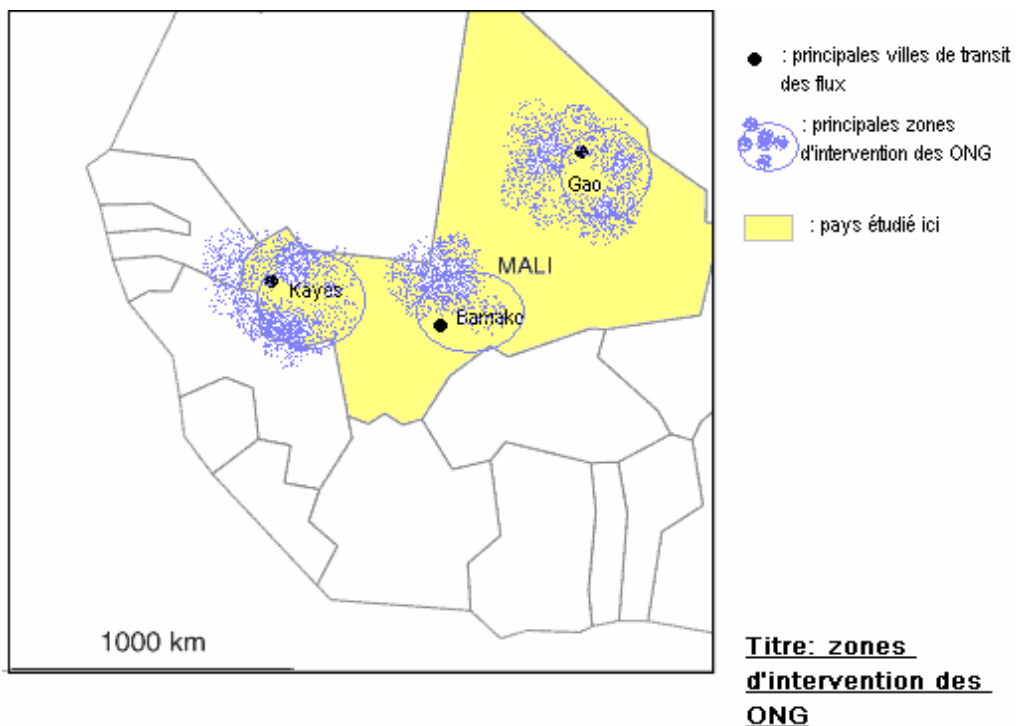 Gao
MALI
Kayes
Bamako
1000 km
: principales villes de transit
des flux
: principales zones
d'intervention des ONG
: pays étudié ici
Titre: zones
d'intervention des
ONG